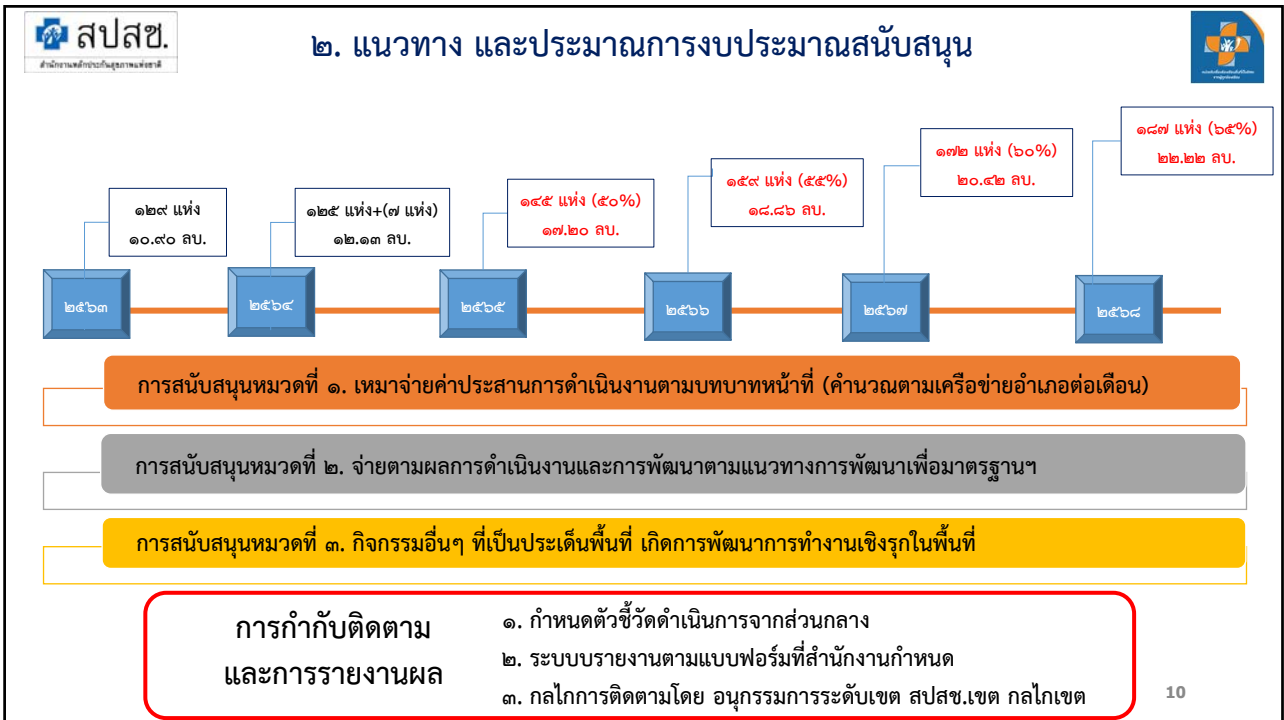 สปสช.
สำนักงานหลักประกันสุขภาพแห่งชาติ
๒. แนวทาง และประมาณการงบประมาณสนับสนุน
๑๒๙ แห่ง
๑๐.๙๐ ลบ.
๑๒๕ แห่ง+(๗ แห่ง)
๑๒.๑๓ ลบ.
๑๔๕ แห่ง (๕๐%)
๑๗.๒๐ ลบ.
๑๕๙ แห่ง (๕๕%)
๑๘.๘๖ ลบ.
๑๗๒ แห่ง (๖๐%)
๒๐.๔๒ ลบ.
๑๘๗ แห่ง (๖๕%)
๒๒.๒๒ ลบ.
๒๕๖๓
๒๕๖๔
๒๕๖๕
๒๕๖๖
๒๕๖๗
๒๕๖๘
การสนับสนุนหมวดที่ ๑. เหมาจ่ายค่าประสานการดำเนินงานตามบทบาทหน้าที่ (คำนวณตามเครือข่ายอำเภอต่อเดือน)
การสนับสนุนหมวดที่ ๒. จ่ายตามผลการดำเนินงานและการพัฒนาตามแนวทางการพัฒนาเพื่อมาตรฐานฯ
การสนับสนุนหมวดที่ ๓. กิจกรรมอื่นๆ ที่เป็นประเด็นพื้นที่ เกิดการพัฒนาการทำงานเชิงรุกในพื้นที่
การกำกับติดตาม
และการรายงานผล
๑. กำหนดตัวชี้วัดดำเนินการจากส่วนกลาง
๒. ระบบบรายงานตามแบบฟอร์มที่สำนักงานกำหนด
๓. กลไกการติดตามโดย อนุกรรมการระดับเขต สปสช.เขต กลไกเขต
10